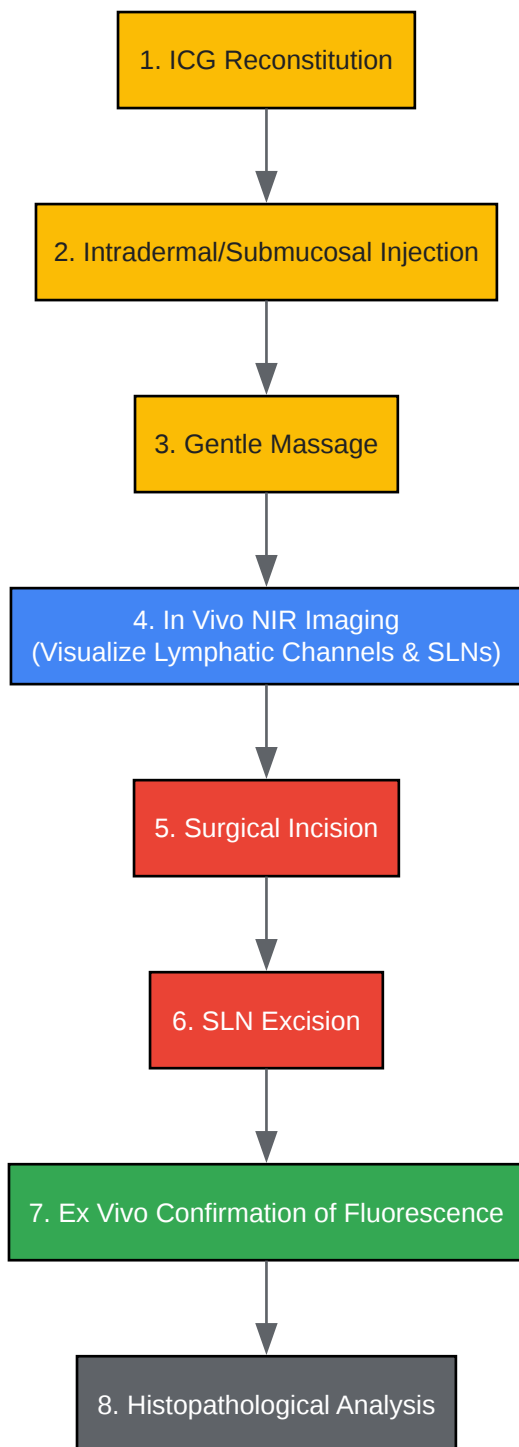 1. ICG Reconstitution
2. Intradermal/Submucosal Injection
3. Gentle Massage
4. In Vivo NIR Imaging
(Visualize Lymphatic Channels & SLNs)
5. Surgical Incision
6. SLN Excision
7. Ex Vivo Confirmation of Fluorescence
8. Histopathological Analysis